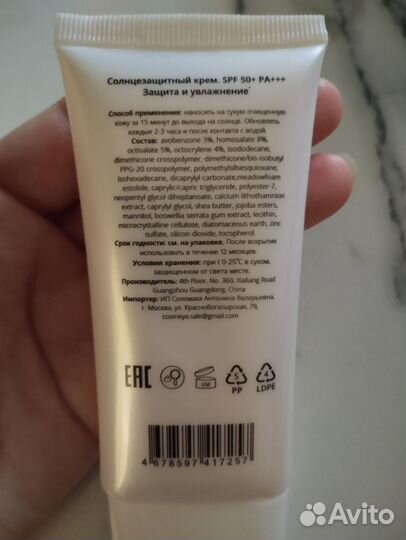 Солнцезащитный крем. SPF 50+ PA+++
Защита и увлажнение
Способ применения: наносить на сухую очищенную
кожу за 15 минут до выхода на солнце. Обновлять
каждые 2-3 часа и после контакта с водой.
Состав: avobenzone 3%, homosalate 8%,
octisalate 5%, octocrylene 4%, isododecane,
dimethicone crosspolymer, dimethicone/bis-isobutyl
PPG-20 crosspolymer, polymethylsilsesquioxane,
isohexadecane, dicaprylyl carbonate,meadowfoam
estolide, caprylic/capric triglyceride, polyester-7,
neopentyl glycol diheptanoate, calcium lithothamnion
extract, caprylyl glycol, shea butter, jojoba esters,
mannitol, boswellia serrata gum extract, lecithin,
microcrystalline cellulose, diatomaceous earth, zinc
sulfate, silicon dioxide, tocopherol.
Срок годности: см. на упаковке. После вскрытия
использовать в течение 12 месяцев.
Условия хранения: при t 0-25°C в сухом,
защищенном от света месте.
Производитель: 4th Floor, No. 360, Xialiang Road
Guangzhou Guangdong, China
Импортер: ИП Соломаха Антонина Валерьевна,
г. Москва, ул. Краснобогатырская, 79,
cosmeya.sale@gmail.com
EAC
6M
5
PP
4
LDPE
4 678597 417257
Avito